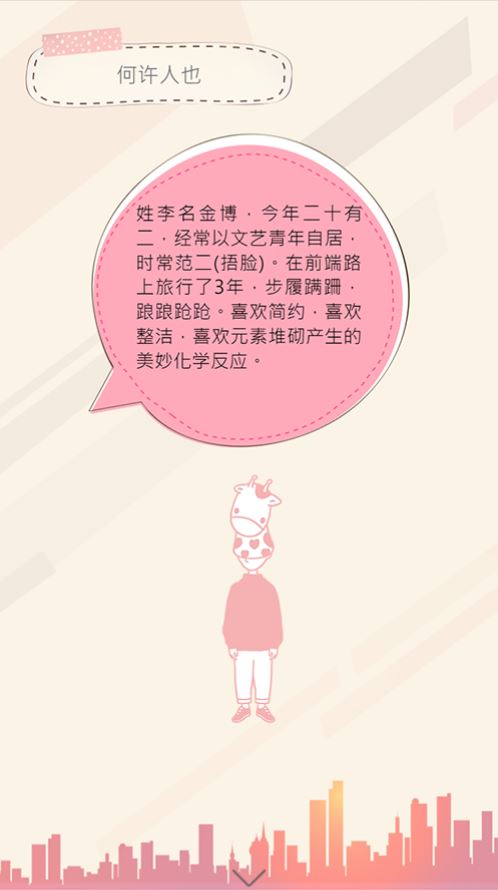 何许人也
姓李名金博，今年二十有
二，经常以文艺青年自居，
时常范二(捂脸)。在前端路
上旅行了3年，步履蹒跚，
踉踉跄跄。喜欢简约，喜欢
整洁，喜欢元素堆砌产生的
美妙化学反应。